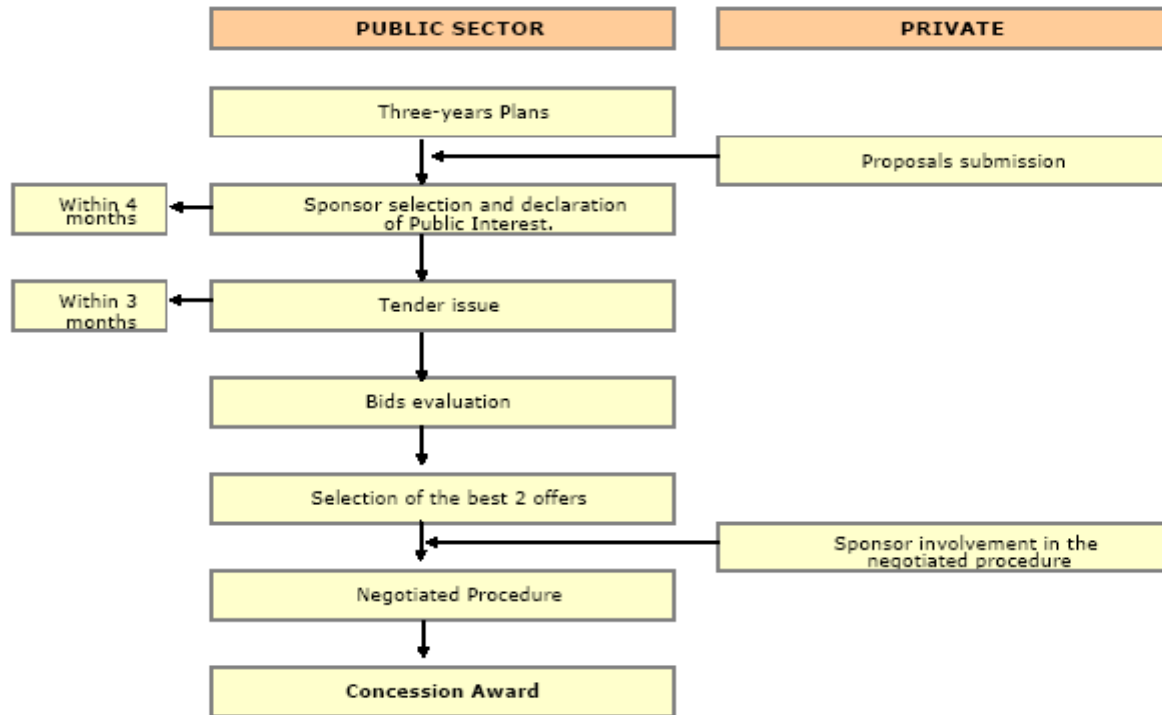 PUBLIC SECTOR
PRIVATE
Three-years Plans
Proposals submission
Within 4
months
Sponsor selection and declaration
of Public Interest.
Within 3
months
Tender issue
Bids evaluation
Selection of the best 2 offers
Sponsor involvement in the
negotiated procedure
Negotiated Procedure
Concession Award